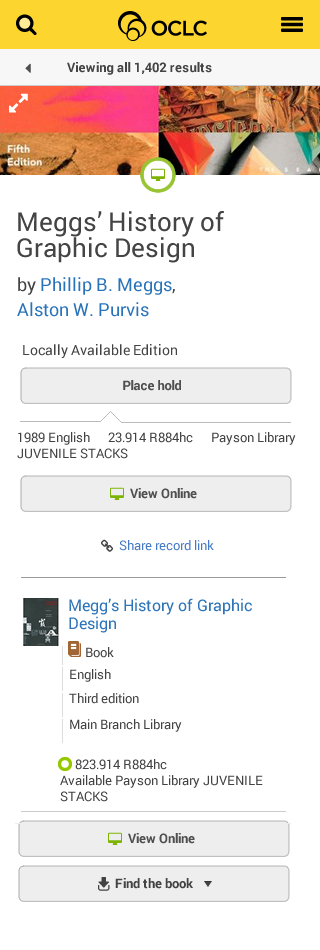 OCLC
Viewing all 1,402 results
Fifth
Edition
Meggs’ History of
Graphic Design
by Phillip B. Meggs,
Alston W. Purvis
Locally Available Edition
Place hold
1989 English 23.914 R884hc Payson Library
JUVENILE STACKS
View Online
Share record link
Megg’s History of Graphic
Design
Book
English
Third edition
Main Branch Library
823.914 R884hc
Available Payson Library JUVENILE
STACKS
View Online
Find the book